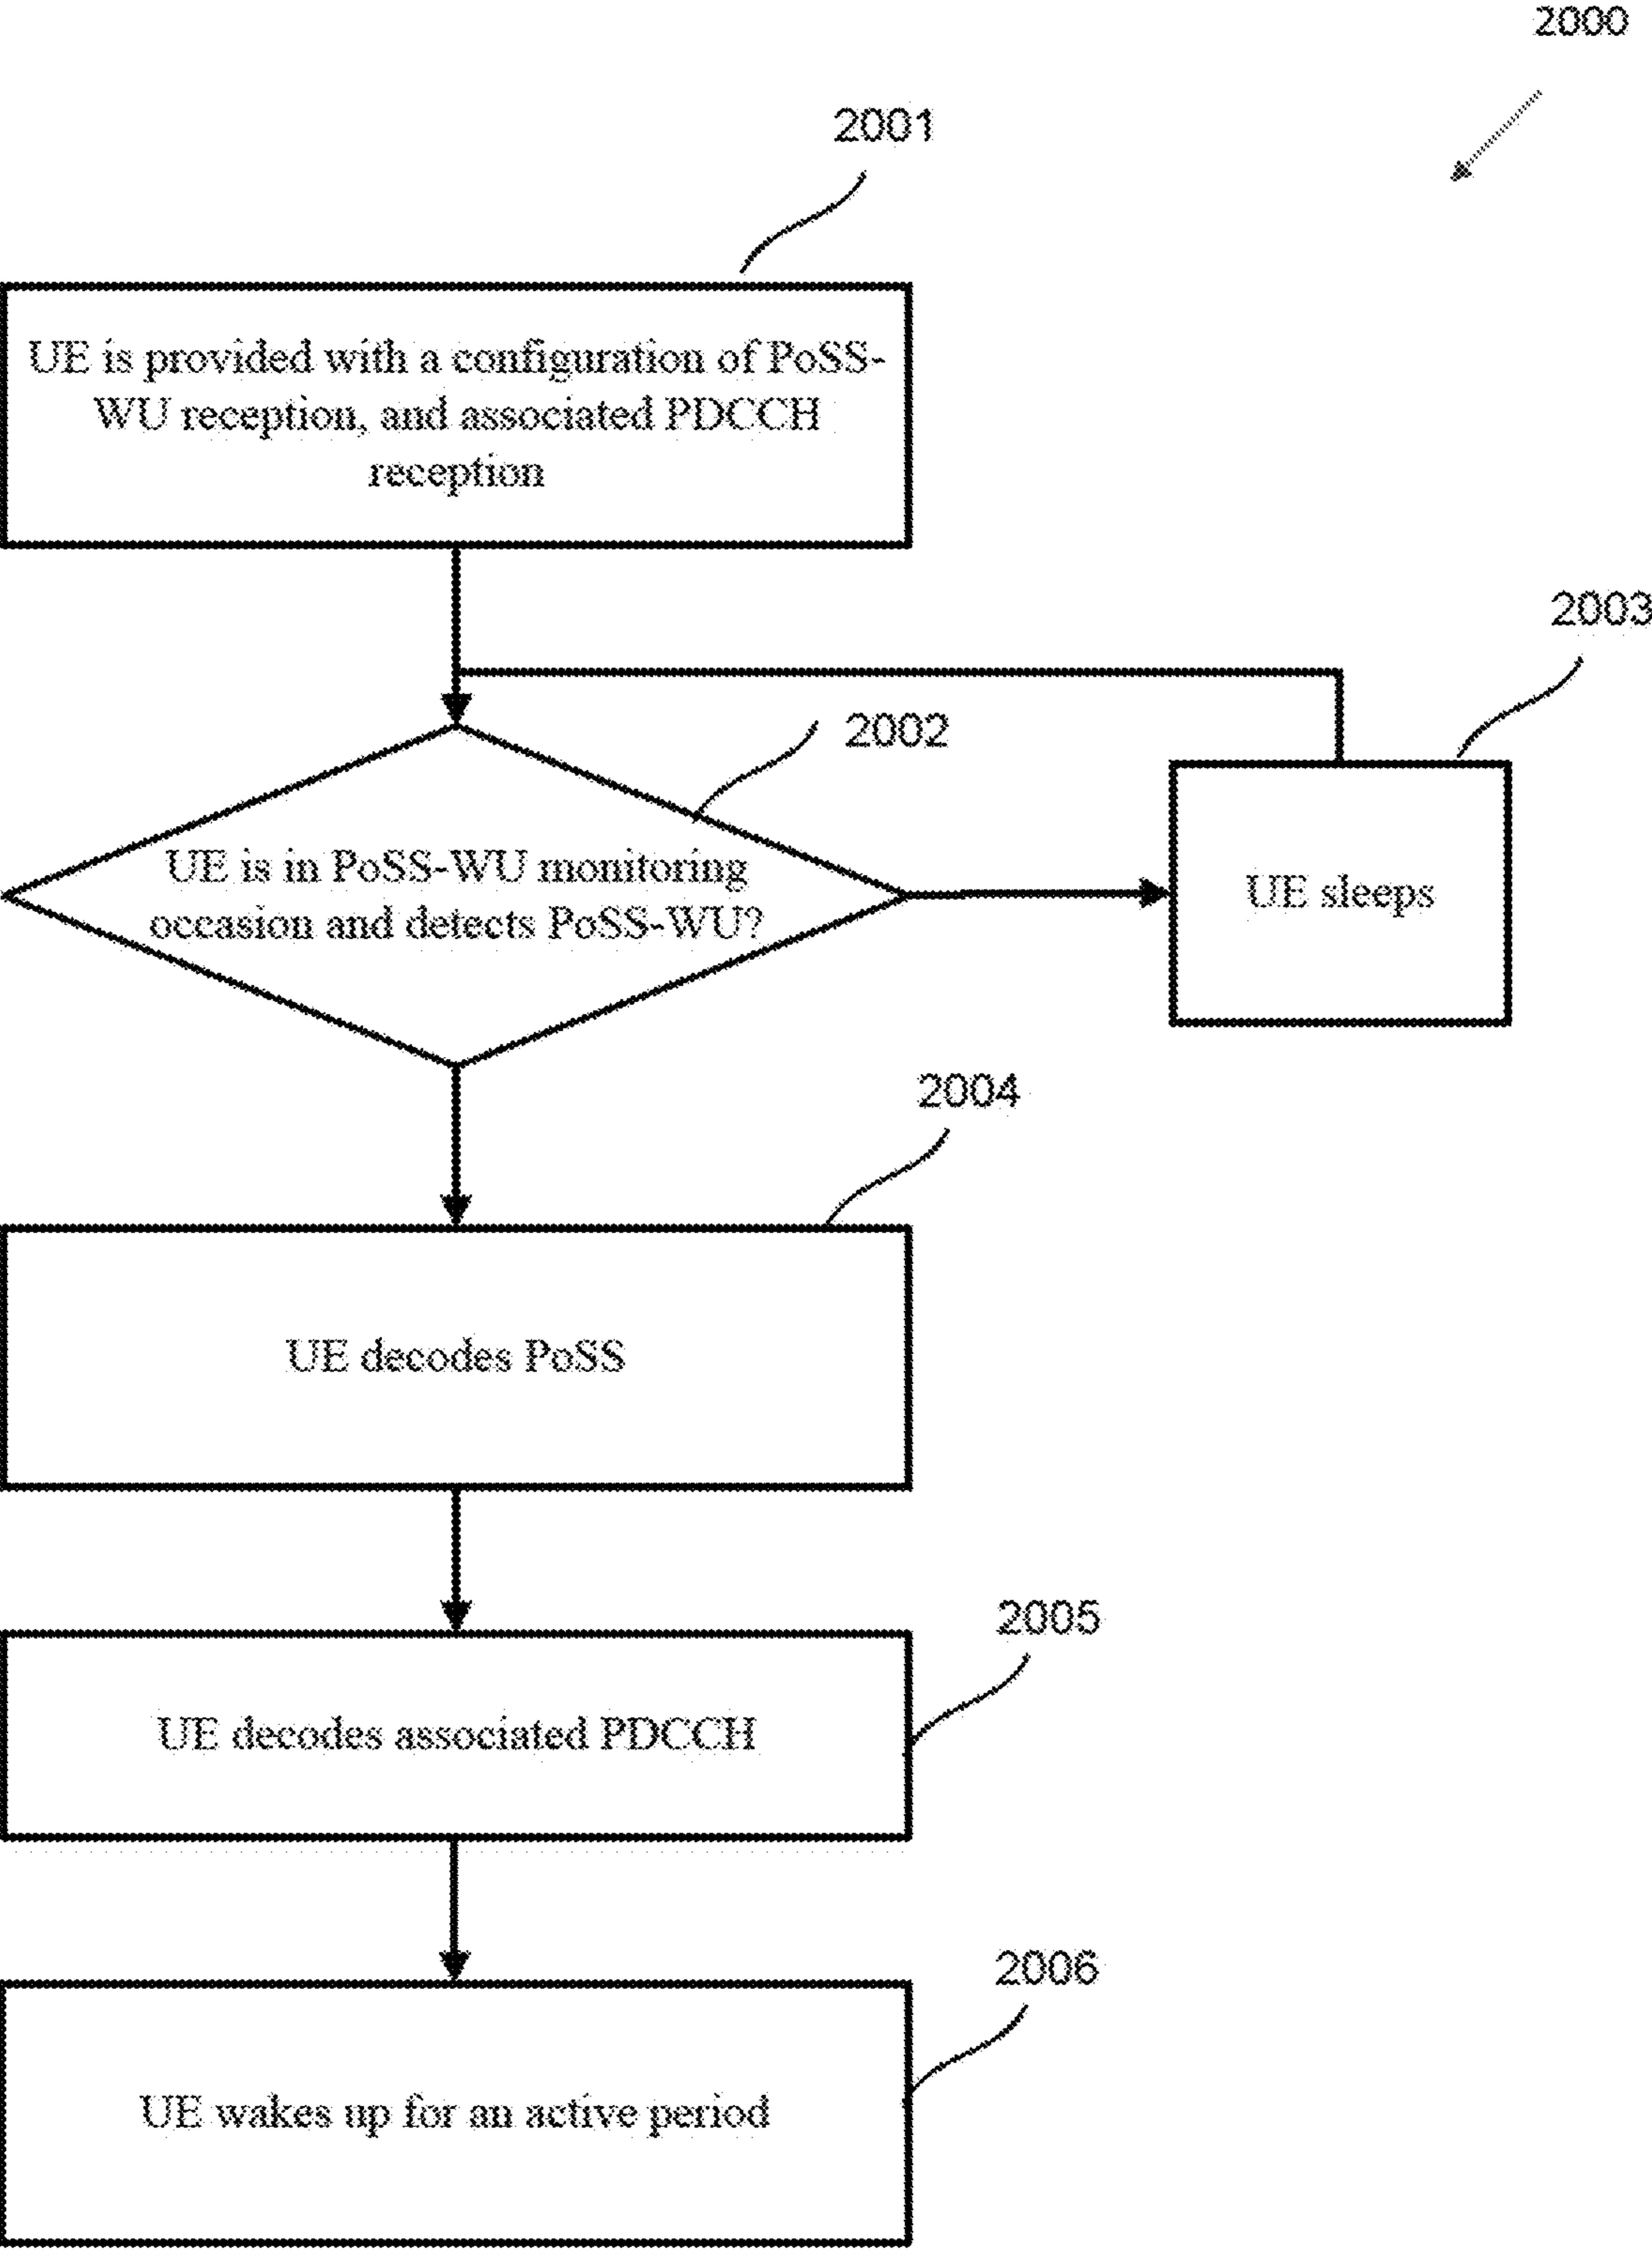 2000
2001
UE is provided with a configuration of PoSS-
WU reception, and associated PDCCH
reception
2003
2002
UE is in PoSS-WU monitoring
occasion and detects PoSS-WU?
UE sleeps
2004
UE decodes PoSS
2005
UE decodes associated PDCCH
2006
UE wakes up for an active period